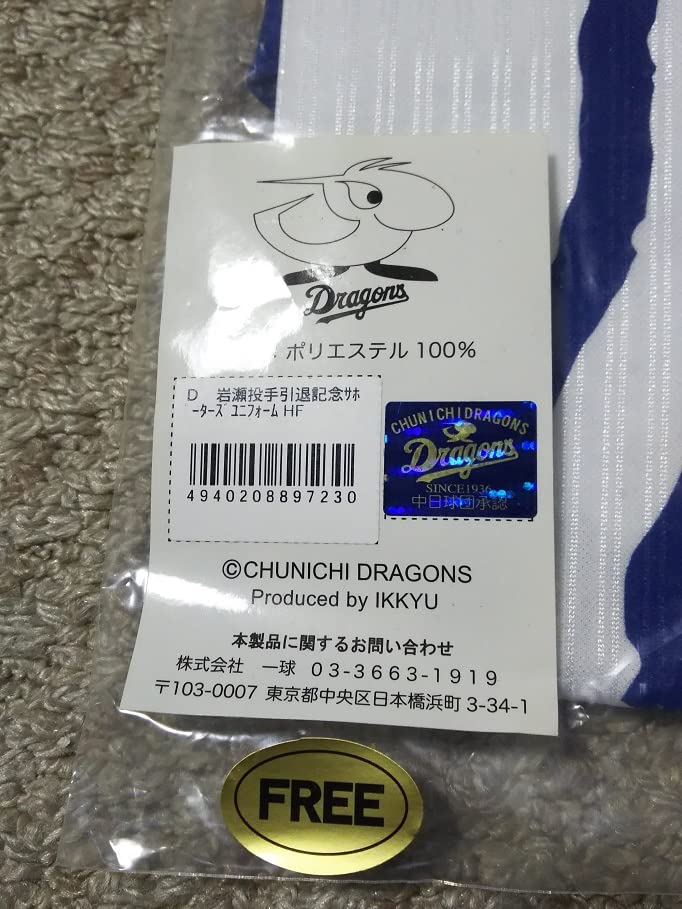 Dragons
ポリエステル 100%
D 岩瀬投手引退記念ｻﾎﾟ
ｰﾀｰｽﾞﾕﾆﾌｫｰﾑ HF
4940208897230
CHUNICHI DRAGONS
Dragons
SINCE 1936
中日球団承認
©CHUNICHI DRAGONS
Produced by IKKYU
本製品に関するお問い合わせ
株式会社 一球 03-3663-1919
〒103-0007 東京都中央区日本橋浜町 3-34-1
FREE